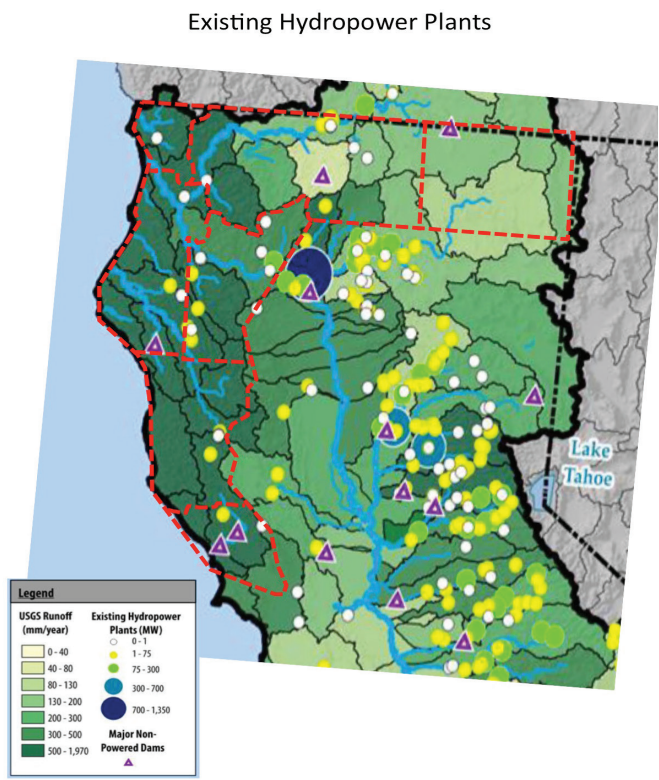 Existing Hydropower Plants
Lake
Tahoe
Legend
USGS Runoff
(mm/year)
0 - 40
40 - 80
80 - 130
130 - 200
200 - 300
300 - 500
500 - 1,970
Existing Hydropower
Plants (MW)
0 - 1
1 - 75
75 - 300
300 - 700
700 - 1,350
Major Non-
Powered Dams